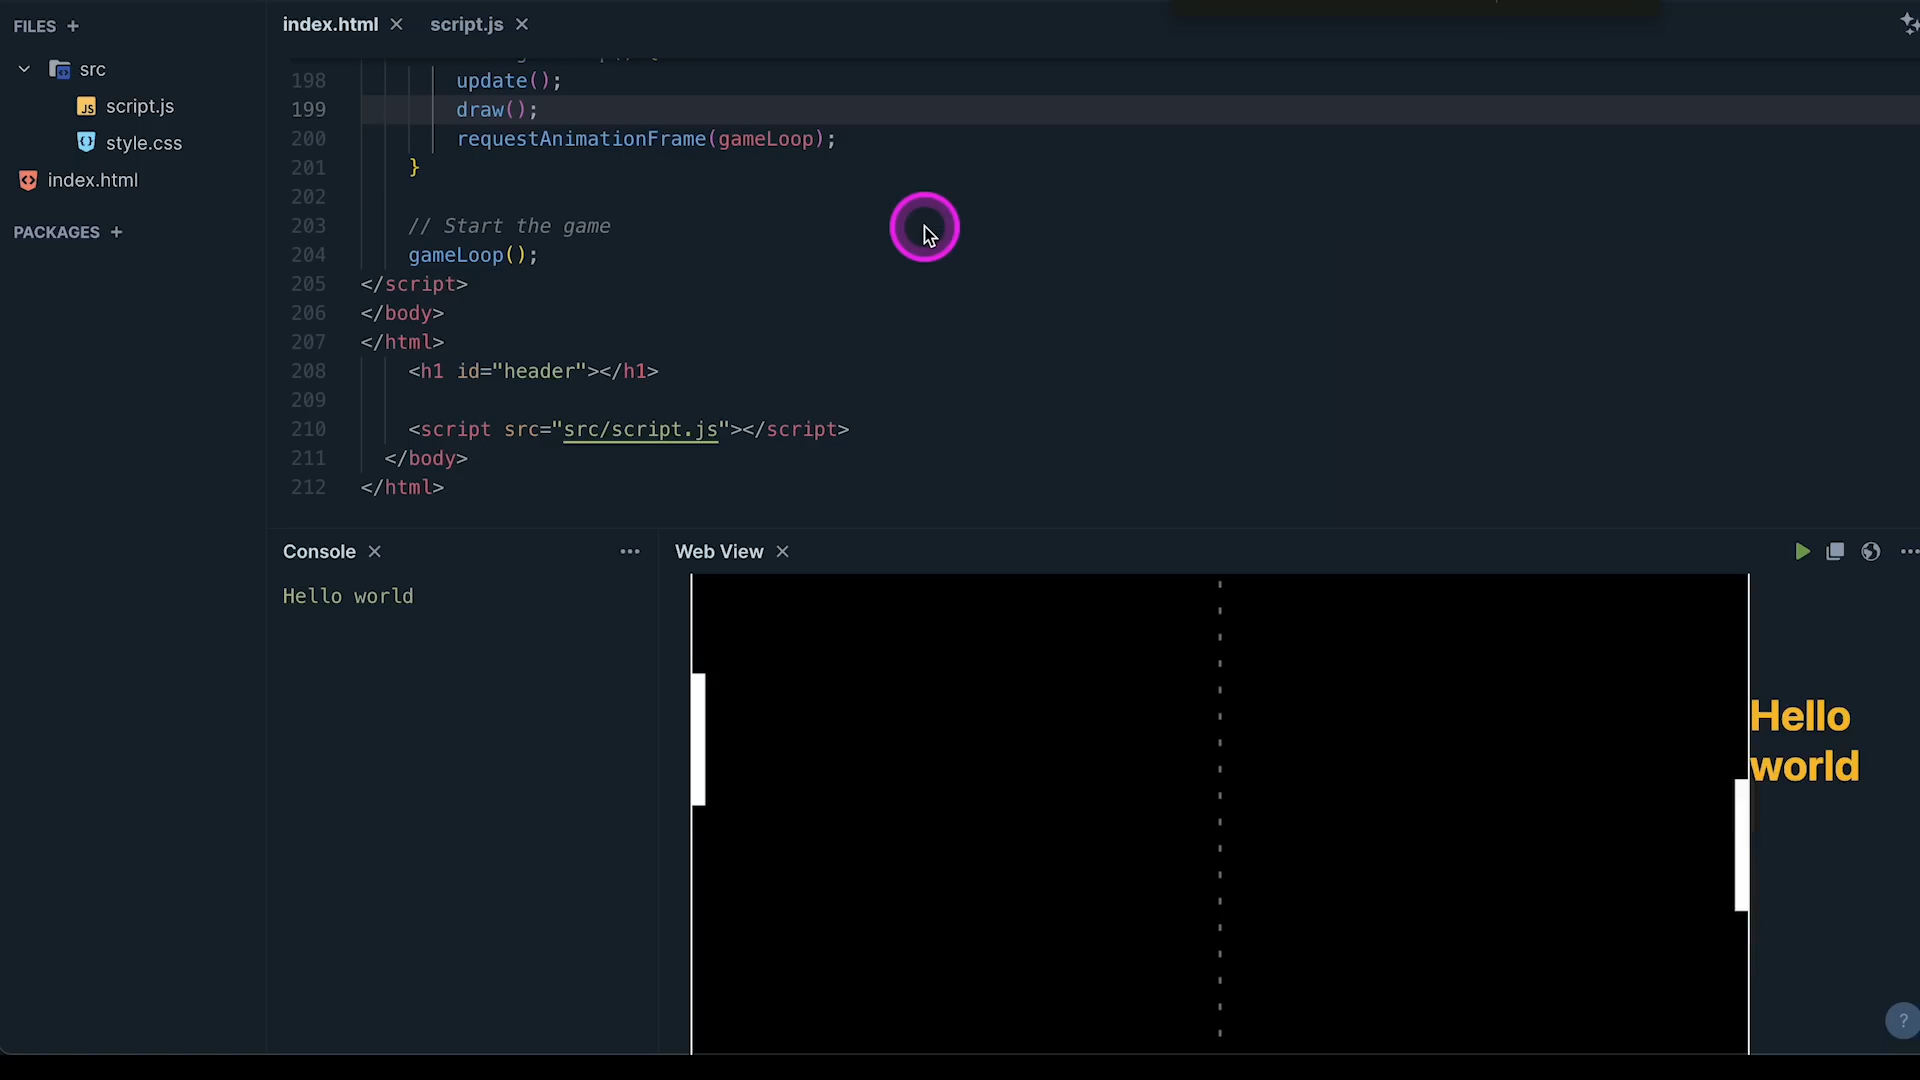 FILES +
src
JS script.js
style.css
index.html
PACKAGES +
index.html
script.js
198 update();
199 draw();
200 requestAnimationFrame(gameLoop);
201 }
202
203 // Start the game
204 gameLoop();
205 </script>
206 </body>
207 </html>
208 <h1 id="header"></h1>
209
210 <script src="src/script.js"></script>
211 </body>
212 </html>
Console
Hello world
Web View
Hello
world
?